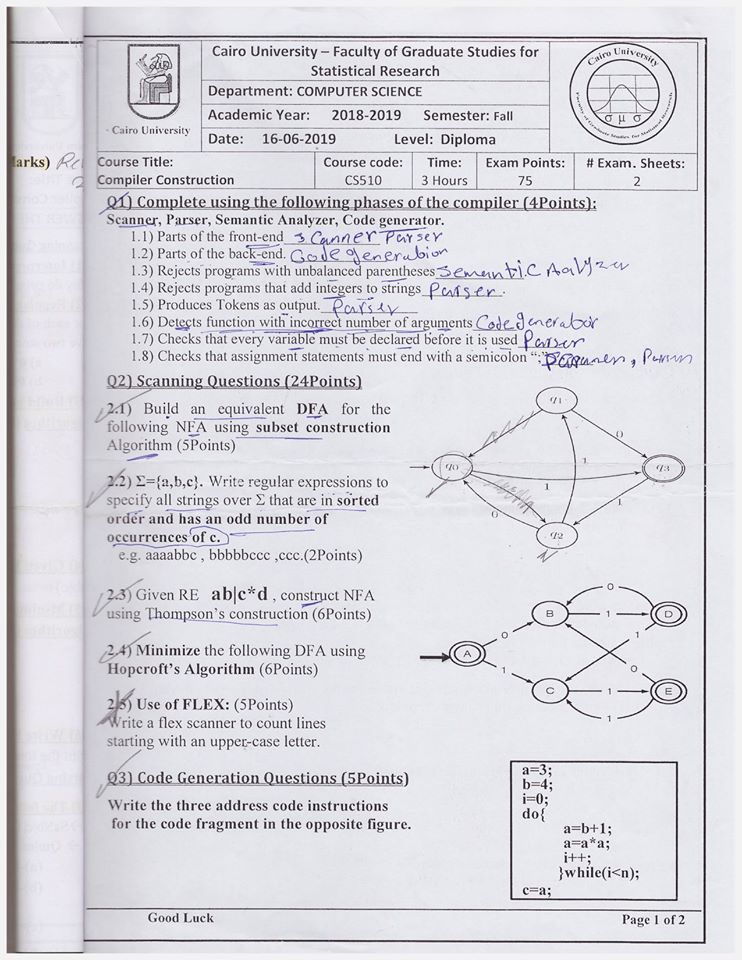 Cairo University – Faculty of Graduate Studies for
Statistical Research
Department: COMPUTER SCIENCE
Academic Year: 2018-2019 Semester: Fall
Date: 16-06-2019 Level: Diploma
Cairo University
Cairo University
Faculty of Graduate Studies for Statistical Research
σ μ σ
arks)
Course Title:
Compiler Construction
Course code:
CS510
Time:
3 Hours
Exam Points:
75
# Exam. Sheets:
2
Q1) Complete using the following phases of the compiler (4Points):
Scanner, Parser, Semantic Analyzer, Code generator.
1.1) Parts of the front-end Scanner Parser
1.2) Parts of the back-end. Code generation
1.3) Rejects programs with unbalanced parentheses Semantic Aalyzer
1.4) Rejects programs that add integers to strings Parser.
1.5) Produces Tokens as output. Parser
1.6) Detects function with incorrect number of arguments Code generator
1.7) Checks that every variable must be declared before it is used Parser
1.8) Checks that assignment statements must end with a semicolon ";"
Q2) Scanning Questions (24Points)
2.1) Build an equivalent DFA for the
following NFA using subset construction
Algorithm (5Points)
q1
q0
q3
q2
0
1
1
1
0
2.2) Σ={a,b,c}. Write regular expressions to
specify all strings over Σ that are in sorted
order and has an odd number of
occurrences of c.
e.g. aaaabbc , bbbbbccc ,ccc.(2Points)
2.3) Given RE ab|c*d , construct NFA
using Thompson's construction (6Points)
2.4) Minimize the following DFA using
Hopcroft's Algorithm (6Points)
A
B
C
D
E
0
1
0
1
1
0
1
1
2.5) Use of FLEX: (5Points)
Write a flex scanner to count lines
starting with an upper-case letter.
Q3) Code Generation Questions (5Points)
Write the three address code instructions
for the code fragment in the opposite figure.
a=3;
b=4;
i=0;
do{
a=b+1;
a=a*a;
i++;
}while(i<n);
c=a;
Good Luck
Page 1 of 2